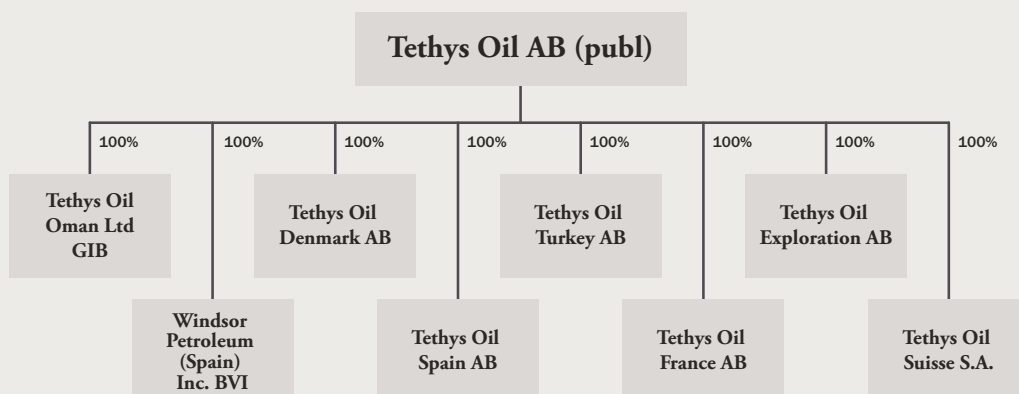 Tethys Oil AB (publ)
100%
100%
100%
100%
100%
100%
100%
100%
Tethys Oil
Oman Ltd
GIB
Tethys Oil
Denmark AB
Tethys Oil
Turkey AB
Tethys Oil
Exploration AB
Windsor
Petroleum
(Spain)
Inc. BVI
Tethys Oil
Spain AB
Tethys Oil
France AB
Tethys Oil
Suisse S.A.